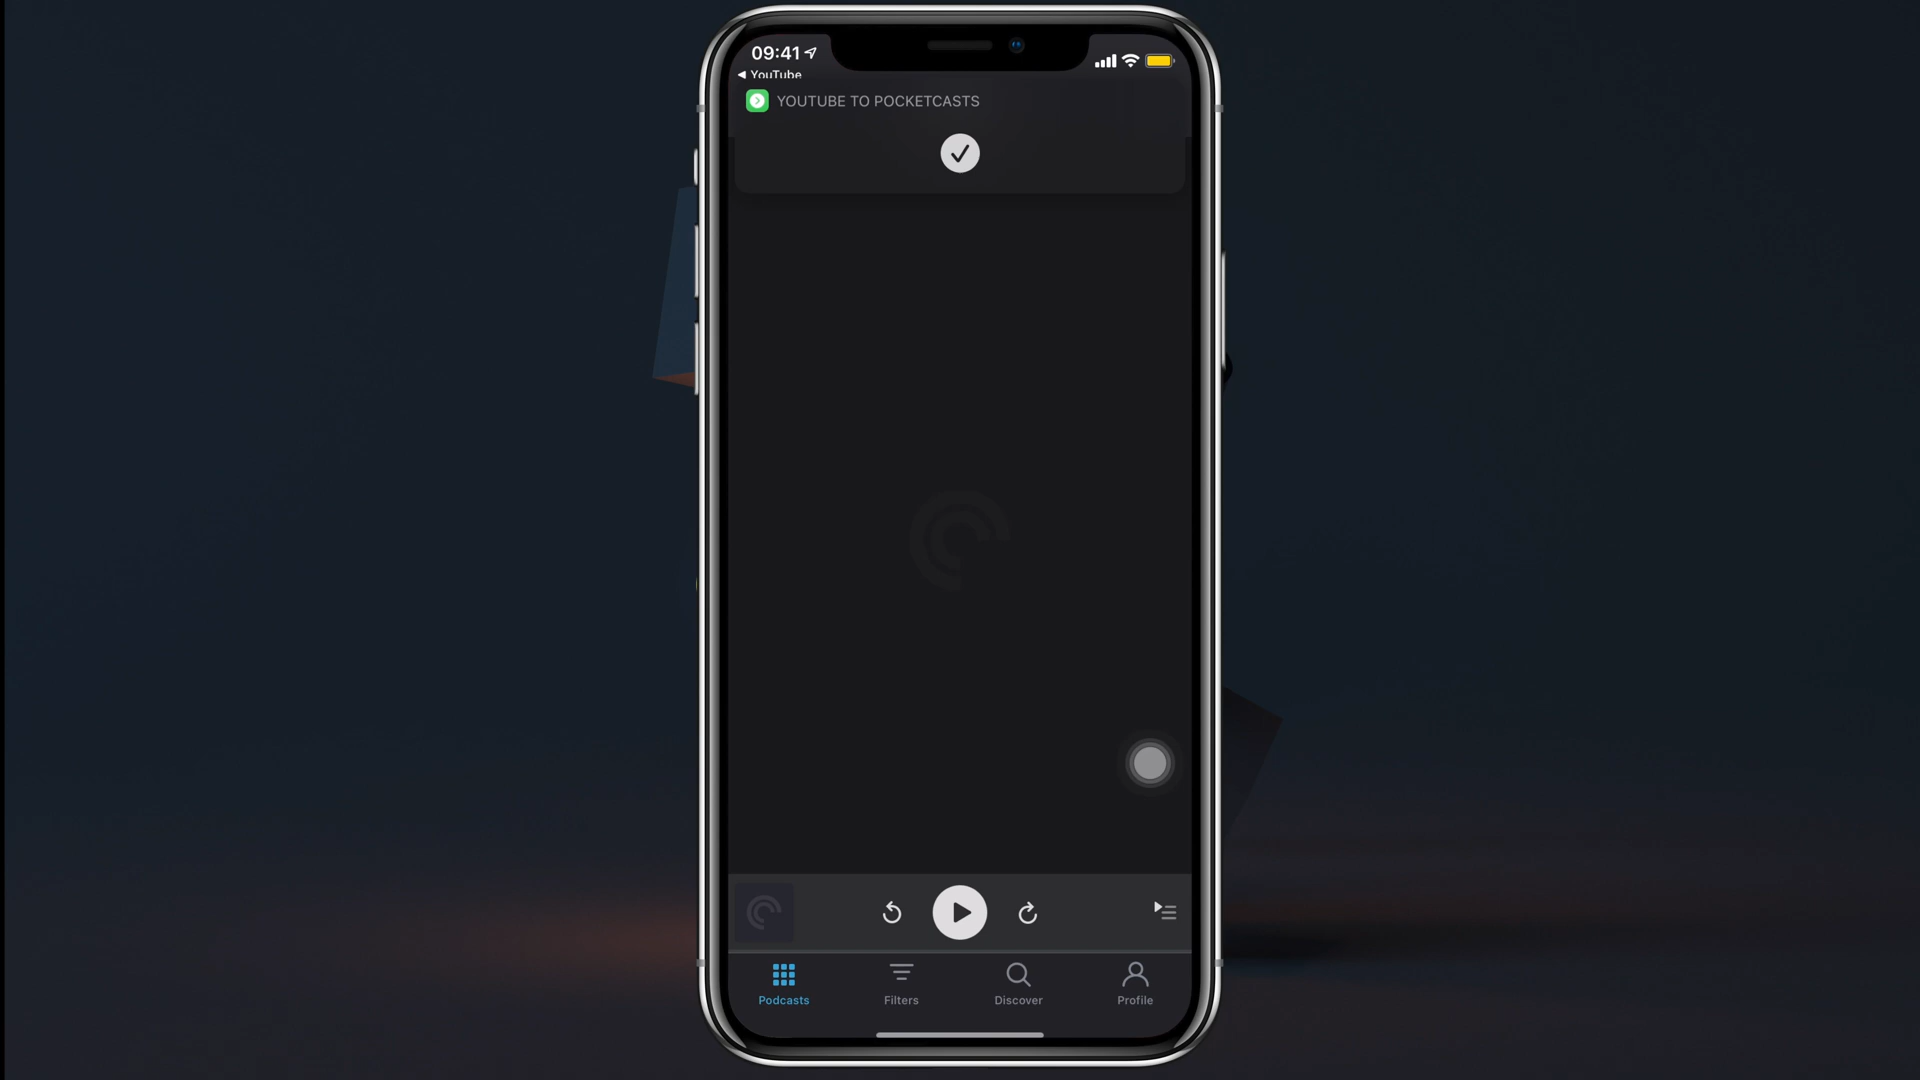 09:41
YouTube
YOUTUBE TO POCKETCASTS
Podcasts
Filters
Discover
Profile